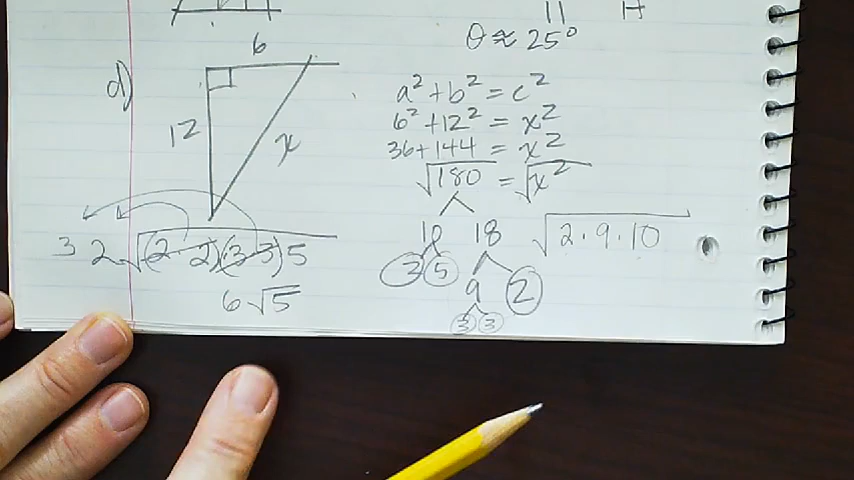 θ ≈ 25°
d)
6
12
x
a² + b² = c²
6² + 12² = x²
36 + 144 = x²
√180 = √x²
10 18
2 5 9 2
3 3
√2·9·10
3 2√(2·2)(3·3)5
6√5